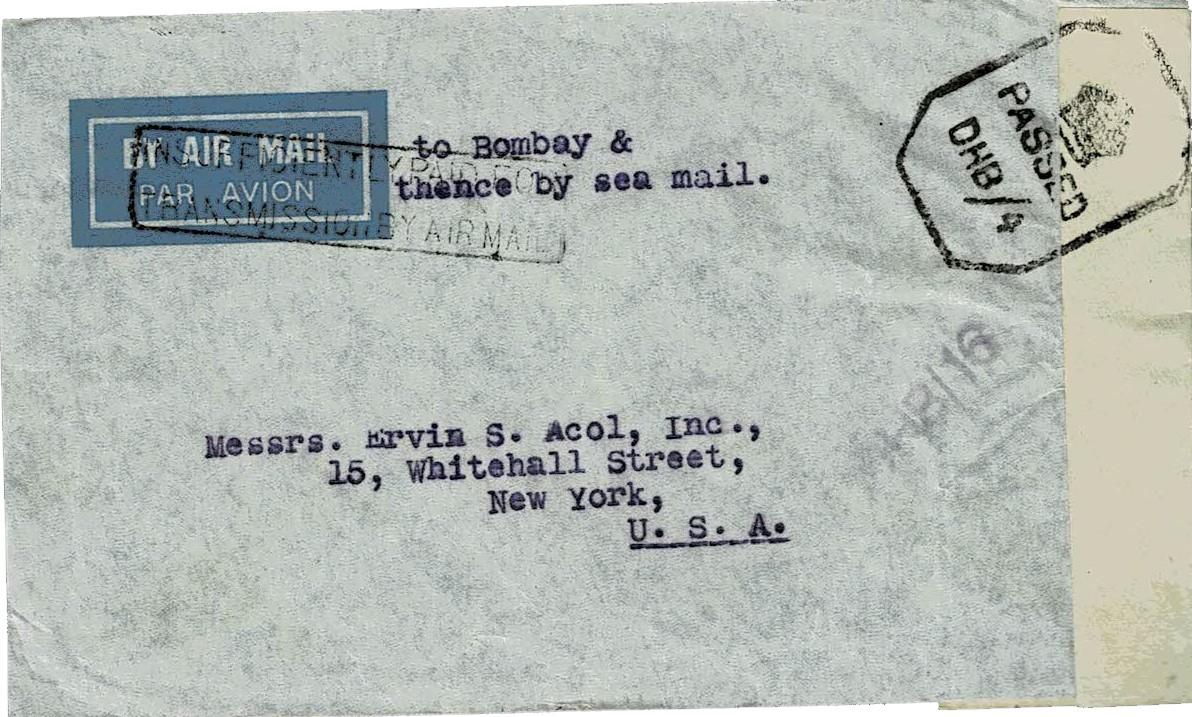 BY AIR MAIL
PAR AVION
to Bombay &
thence by sea mail.
INSUFFICIENTLY PAID FOR
TRANSMISSION BY AIR MAIL
PASSED
DHB/4
B/16
Messrs. Ervin S. Acol, Inc.,
15, Whitehall Street,
New York,
U. S. A.